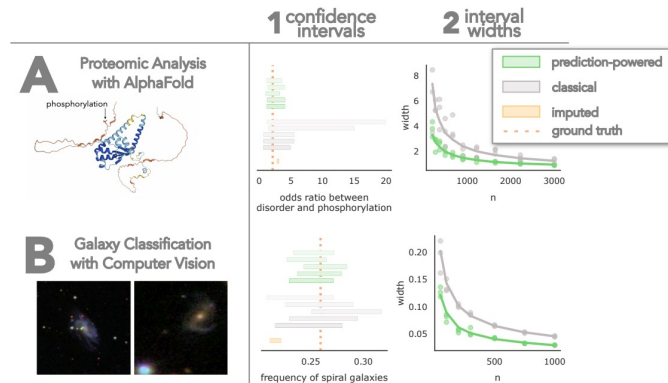 1 confidence
intervals
2 interval
widths
A Proteomic Analysis
with AlphaFold
phosphorylation
0
5
10
15
20
odds ratio between
disorder and phosphorylation
width
8
6
4
2
1000
2000
3000
n
prediction-powered
classical
imputed
ground truth
B Galaxy Classification
with Computer Vision
0.25
0.30
frequency of spiral galaxies
width
0.20
0.15
0.10
0.05
500
1000
n